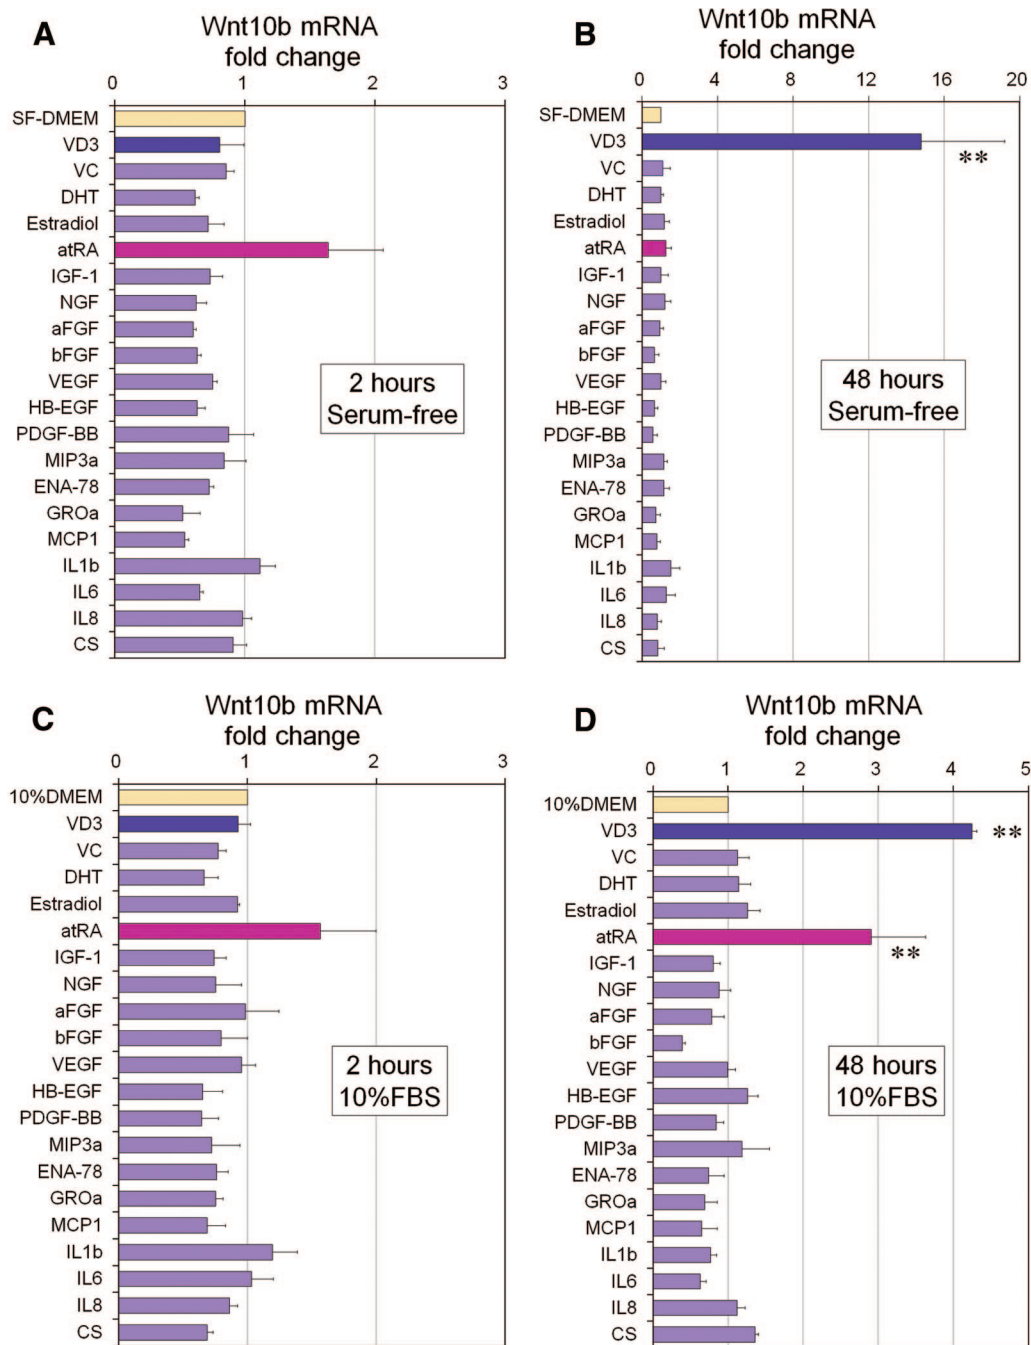 A
Wnt10b mRNA
fold change
0 1 2 3
SF-DMEM
VD3
VC
DHT
Estradiol
atRA
IGF-1
NGF
aFGF
bFGF
VEGF
HB-EGF
PDGF-BB
MIP3a
ENA-78
GROa
MCP1
IL1b
IL6
IL8
CS
2 hours
Serum-free
B
Wnt10b mRNA
fold change
0 4 8 12 16 20
SF-DMEM
VD3
**
VC
DHT
Estradiol
atRA
IGF-1
NGF
aFGF
bFGF
VEGF
HB-EGF
PDGF-BB
MIP3a
ENA-78
GROa
MCP1
IL1b
IL6
IL8
CS
48 hours
Serum-free
C
Wnt10b mRNA
fold change
0 1 2 3
10%DMEM
VD3
VC
DHT
Estradiol
atRA
IGF-1
NGF
aFGF
bFGF
VEGF
HB-EGF
PDGF-BB
MIP3a
ENA-78
GROa
MCP1
IL1b
IL6
IL8
CS
2 hours
10%FBS
D
Wnt10b mRNA
fold change
0 1 2 3 4 5
10%DMEM
VD3 **
VC
DHT
Estradiol
atRA
**
IGF-1
NGF
aFGF
bFGF
VEGF
HB-EGF
PDGF-BB
MIP3a
ENA-78
GROa
MCP1
IL1b
IL6
IL8
CS
48 hours
10%FBS